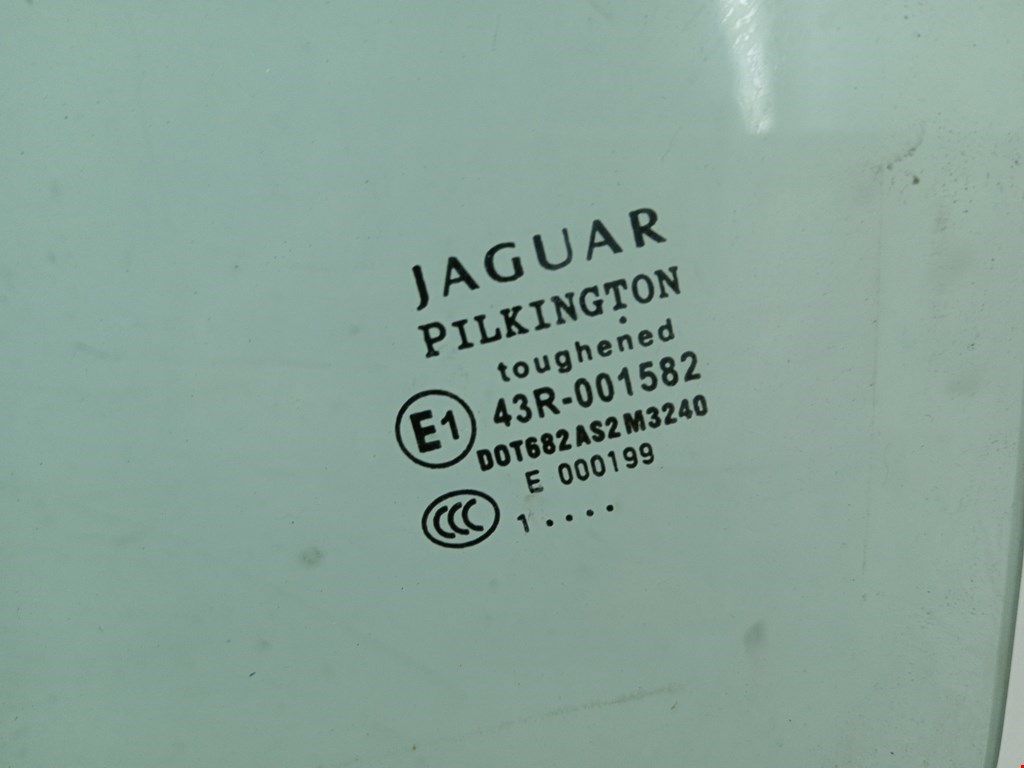 JAGUAR
PILKINGTON
toughened
E1 43R-001582
DOT682AS2M3240
E 000199
CCC 1 ....